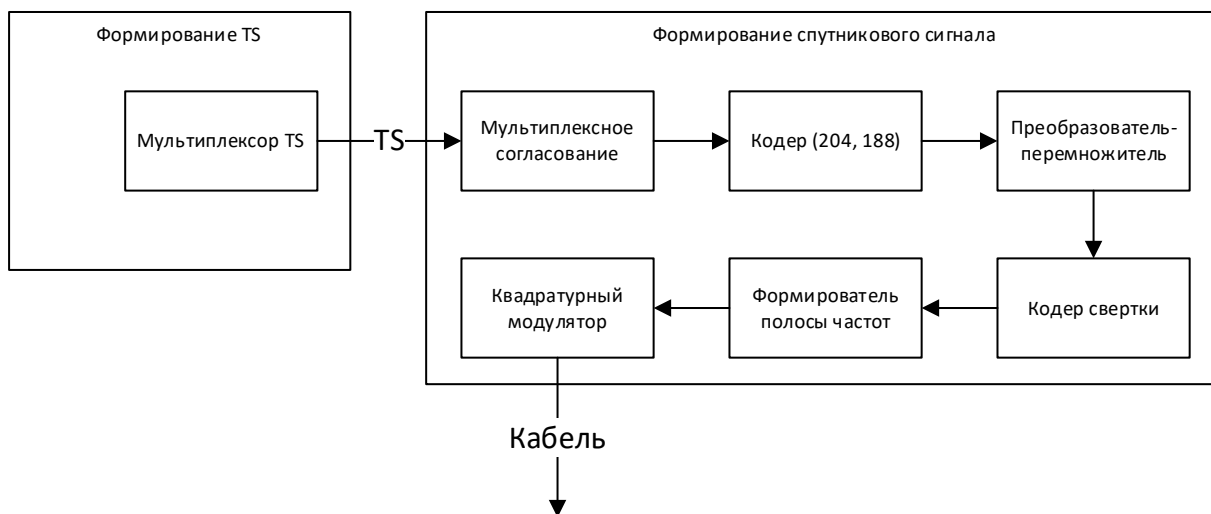 Формирование TS
Формирование спутникового сигнала
Мультиплексор TS
TS
Мультиплексное
согласование
Кодер (204, 188)
Преобразователь-
перемножитель
Квадратурный
модулятор
Формирователь
полосы частот
Кодер свертки
Кабель